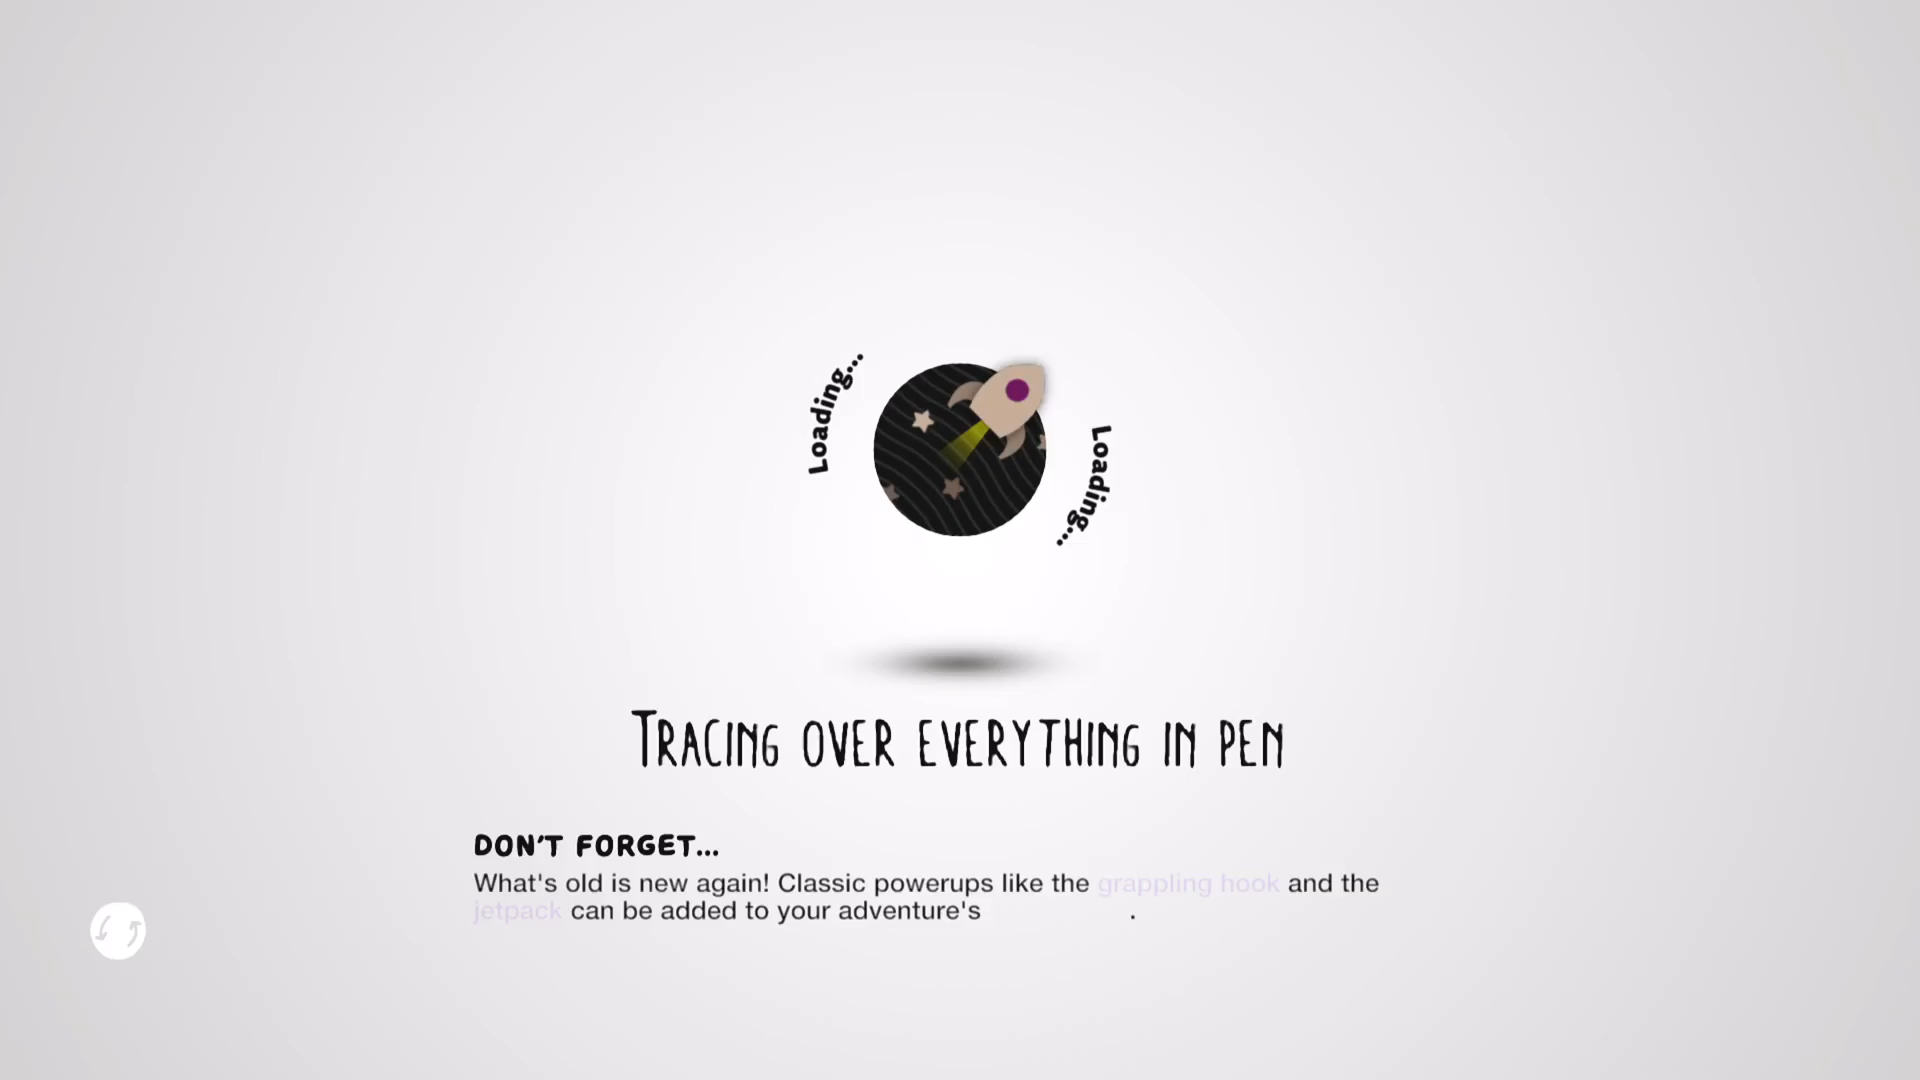 Loading...
Loading...
Tracing over everything in pen
DON'T FORGET...
What's old is new again! Classic powerups like the grappling hook and the
jetpack can be added to your adventure's .